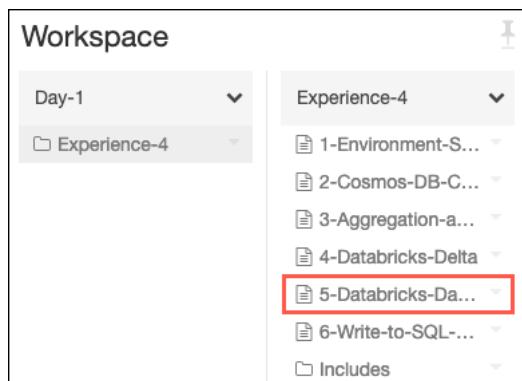 Workspace
Day-1
Experience-4
Experience-4
1-Environment-S...
2-Cosmos-DB-C...
3-Aggregation-a...
4-Databricks-Delta
5-Databricks-Da...
6-Write-to-SQL-...
Includes